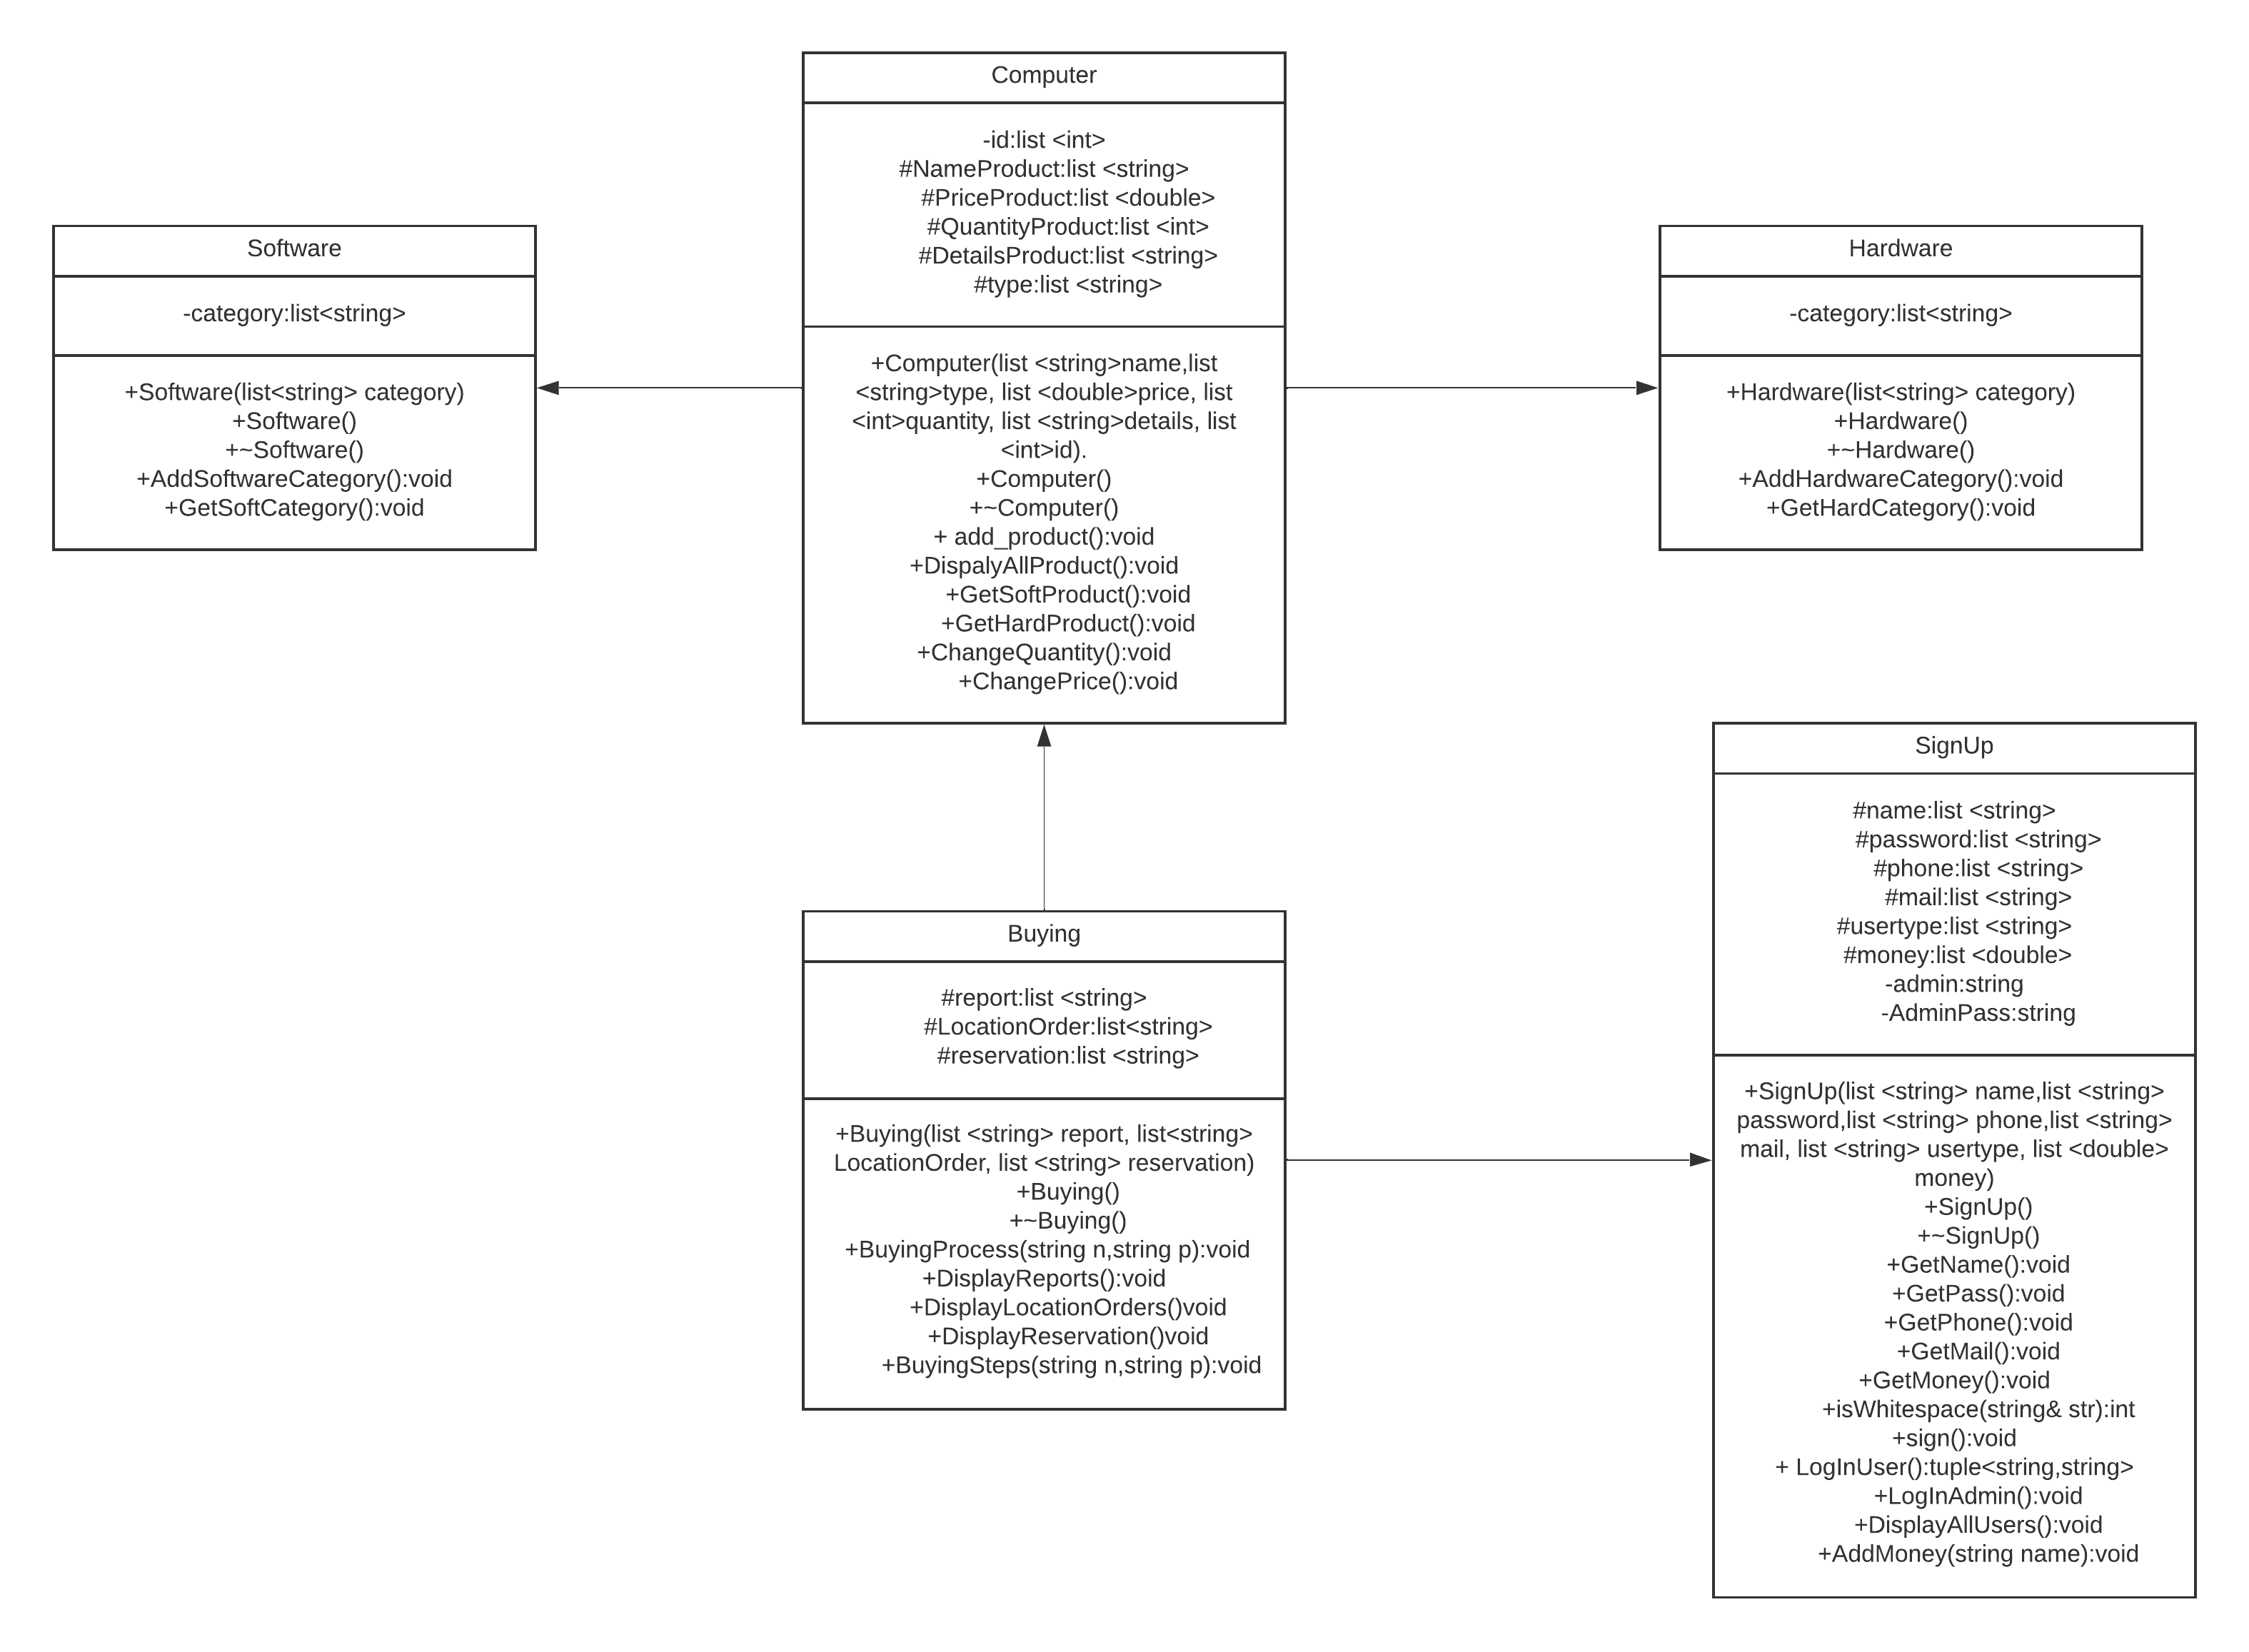 Computer
-id:list <int>
#NameProduct:list <string>
#PriceProduct:list <double>
#QuantityProduct:list <int>
#DetailsProduct:list <string>
#type:list <string>
+Computer(list <string>name,list
<string>type, list <double>price, list
<int>quantity, list <string>details, list
<int>id).
+Computer()
+~Computer()
+ add_product():void
+DispalyAllProduct():void
+GetSoftProduct():void
+GetHardProduct():void
+ChangeQuantity():void
+ChangePrice():void
Software
-category:list<string>
+Software(list<string> category)
+Software()
+~Software()
+AddSoftwareCategory():void
+GetSoftCategory():void
Hardware
-category:list<string>
+Hardware(list<string> category)
+Hardware()
+~Hardware()
+AddHardwareCategory():void
+GetHardCategory():void
Buying
#report:list <string>
#LocationOrder:list<string>
#reservation:list <string>
+Buying(list <string> report, list<string>
LocationOrder, list <string> reservation)
+Buying()
+~Buying()
+BuyingProcess(string n,string p):void
+DisplayReports():void
+DisplayLocationOrders()void
+DisplayReservation()void
+BuyingSteps(string n,string p):void
SignUp
#name:list <string>
#password:list <string>
#phone:list <string>
#mail:list <string>
#usertype:list <string>
#money:list <double>
-admin:string
-AdminPass:string
+SignUp(list <string> name,list <string>
password,list <string> phone,list <string>
mail, list <string> usertype, list <double>
money)
+SignUp()
+~SignUp()
+GetName():void
+GetPass():void
+GetPhone():void
+GetMail():void
+GetMoney():void
+isWhitespace(string& str):int
+sign():void
+ LogInUser():tuple<string,string>
+LogInAdmin():void
+DisplayAllUsers():void
+AddMoney(string name):void